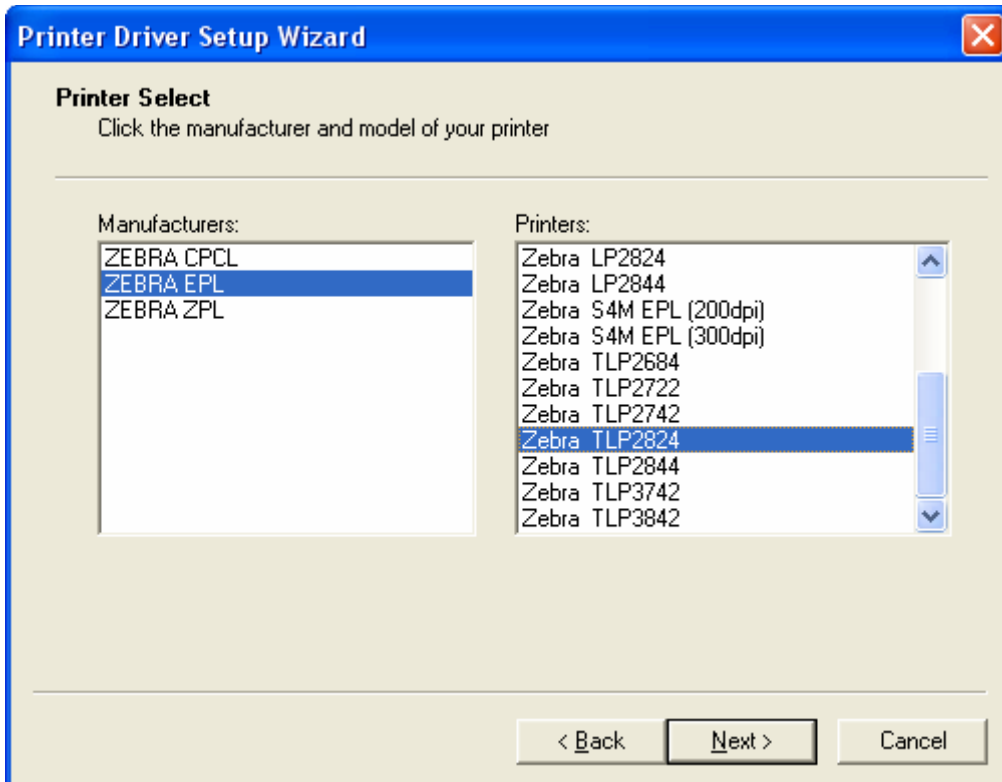 Printer Driver Setup Wizard
Printer Select
Click the manufacturer and model of your printer
Manufacturers:
ZEBRA CPCL
ZEBRA EPL
ZEBRA ZPL
Printers:
Zebra LP2824
Zebra LP2844
Zebra S4M EPL (200dpi)
Zebra S4M EPL (300dpi)
Zebra TLP2684
Zebra TLP2722
Zebra TLP2742
Zebra TLP2824
Zebra TLP2844
Zebra TLP3742
Zebra TLP3842
< Back
Next >
Cancel